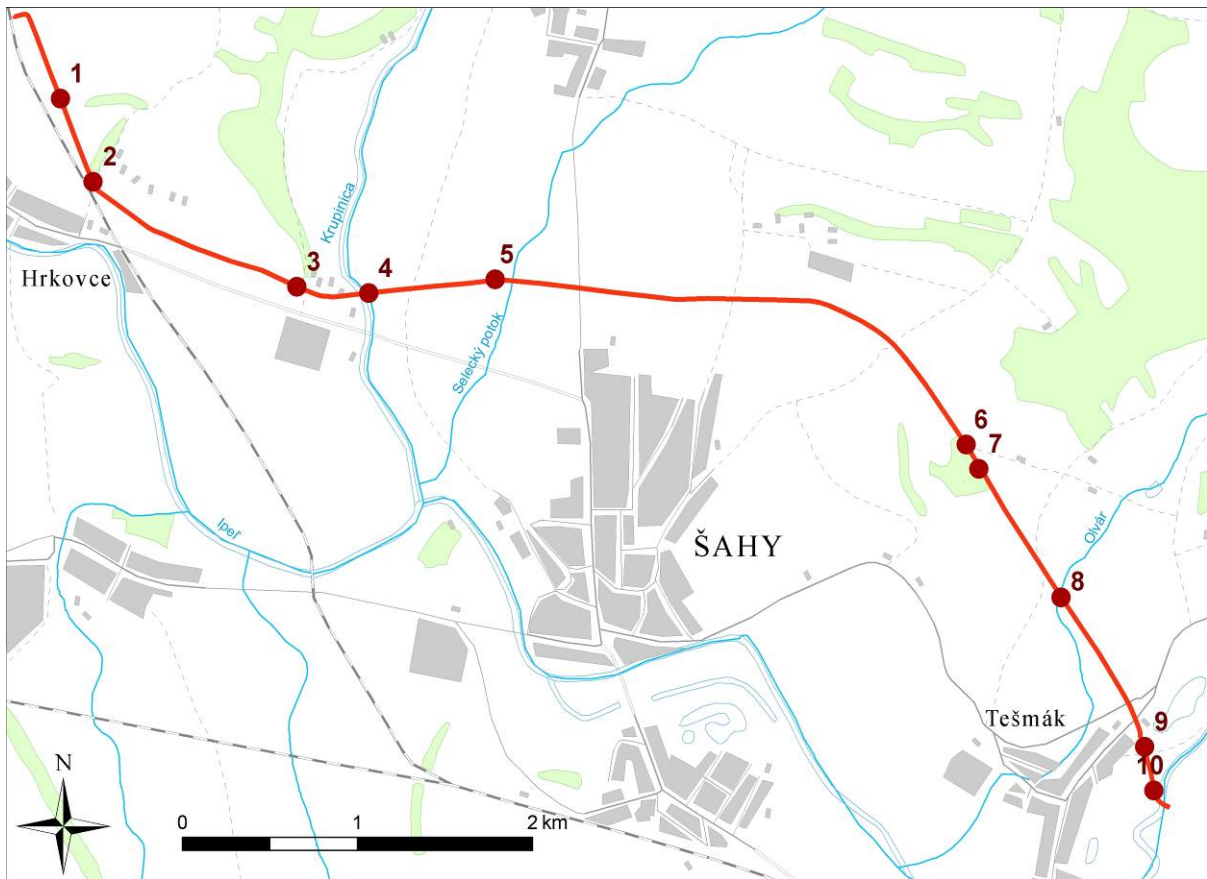 1
2
Krupinica
3
4
5
Hrkovce
Selecký potok
6
7
Ipeľ
ŠAHY
Olvár
8
Tešmák
9
10
N
0 1 2 km